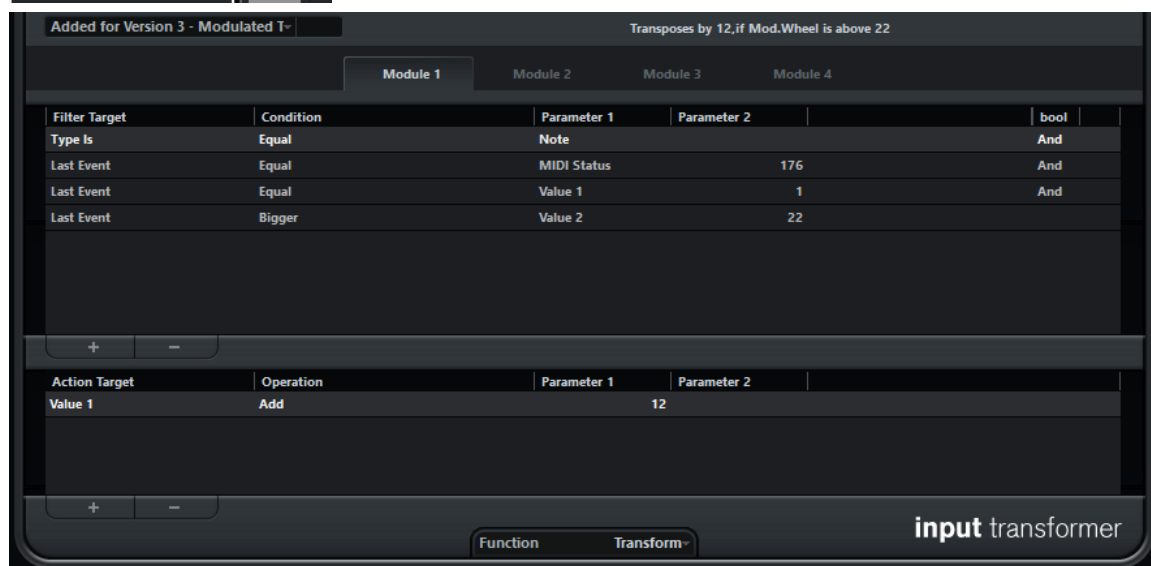 Added for Version 3 - Modulated T
Transposes by 12,if Mod.Wheel is above 22
Module 1 Module 2 Module 3 Module 4
Filter Target Condition Parameter 1 Parameter 2 bool
Type Is Equal Note And
Last Event Equal MIDI Status 176 And
Last Event Equal Value 1 1 And
Last Event Bigger Value 2 22
+ −
Action Target Operation Parameter 1 Parameter 2
Value 1 Add 12
+ −
input transformer
Function Transform